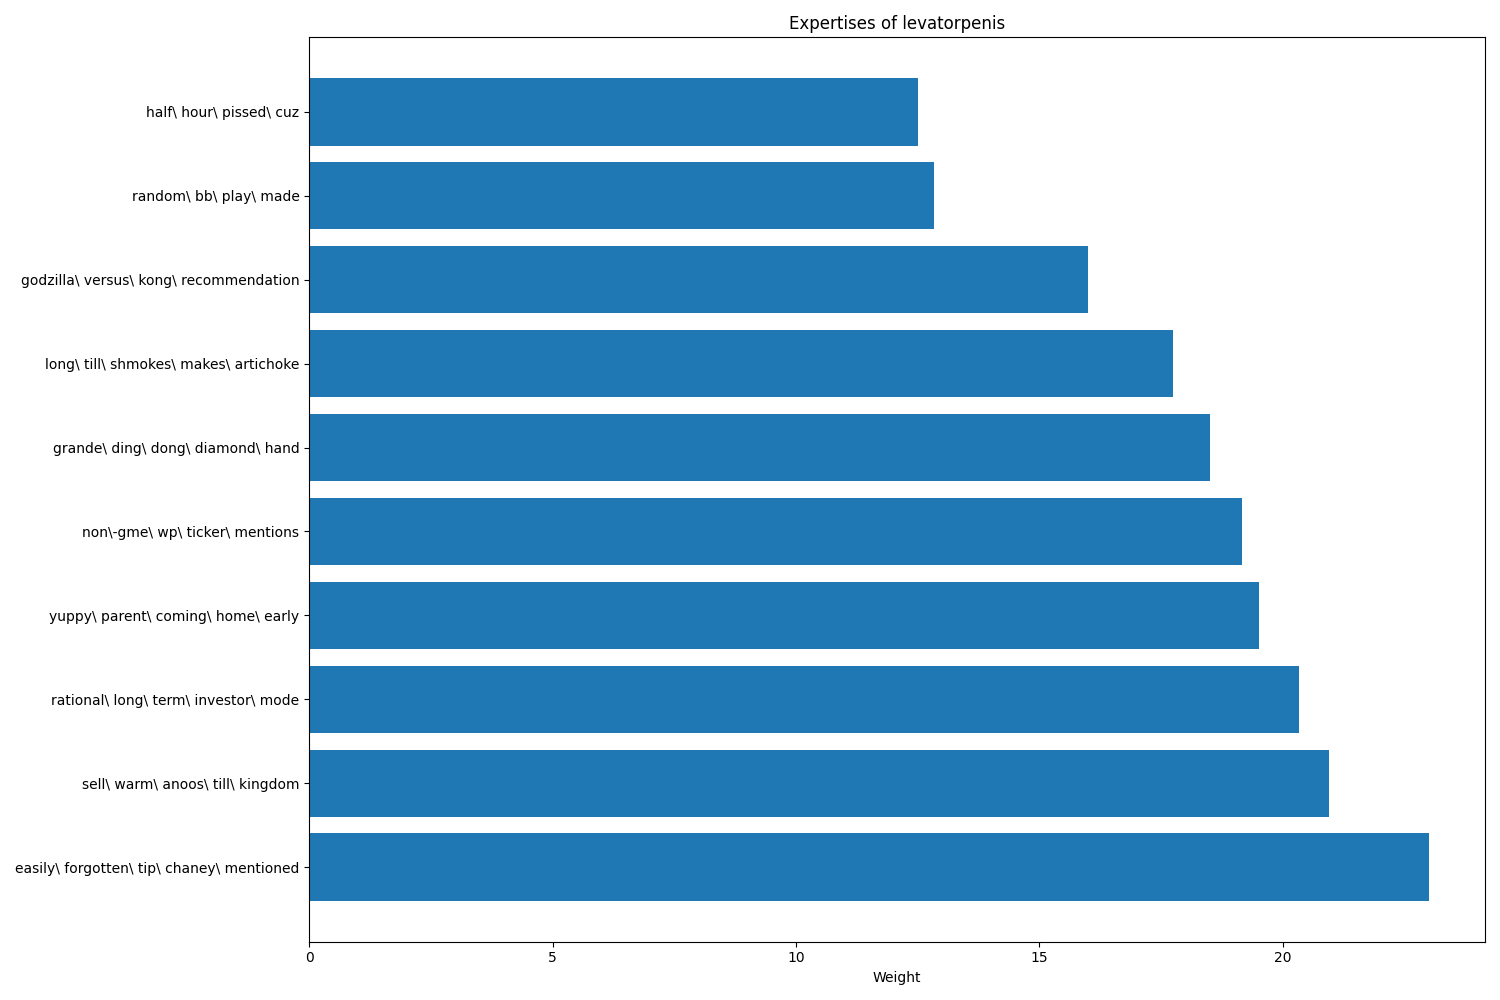 Expertises of levatorpenis
half\ hour\ pissed\ cuz
random\ bb\ play\ made
godzilla\ versus\ kong\ recommendation
long\ till\ shmokes\ makes\ artichoke
grande\ ding\ dong\ diamond\ hand
non\-gme\ wp\ ticker\ mentions
yuppy\ parent\ coming\ home\ early
rational\ long\ term\ investor\ mode
sell\ warm\ anoos\ till\ kingdom
easily\ forgotten\ tip\ chaney\ mentioned
0 5 10 15 20
Weight